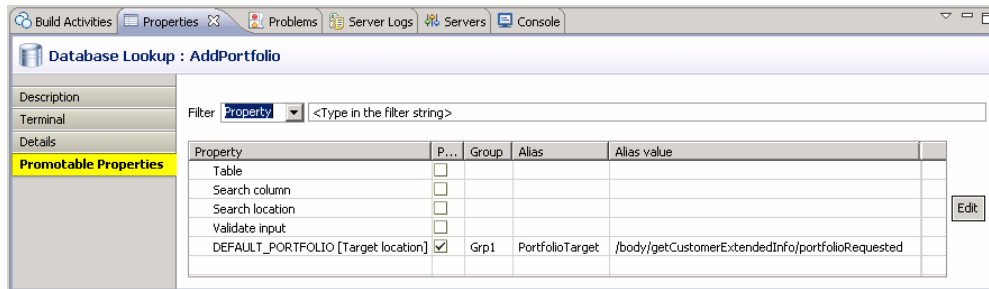 Build Activities Properties Problems Server Logs Servers Console
Database Lookup : AddPortfolio
Description
Terminal
Details
Promotable Properties
Filter Property <Type in the filter string>
Property P... Group Alias Alias value
Table
Search column
Search location
Validate input
DEFAULT_PORTFOLIO [Target location] Grp1 PortfolioTarget /body/getCustomerExtendedInfo/portfolioRequested
Edit